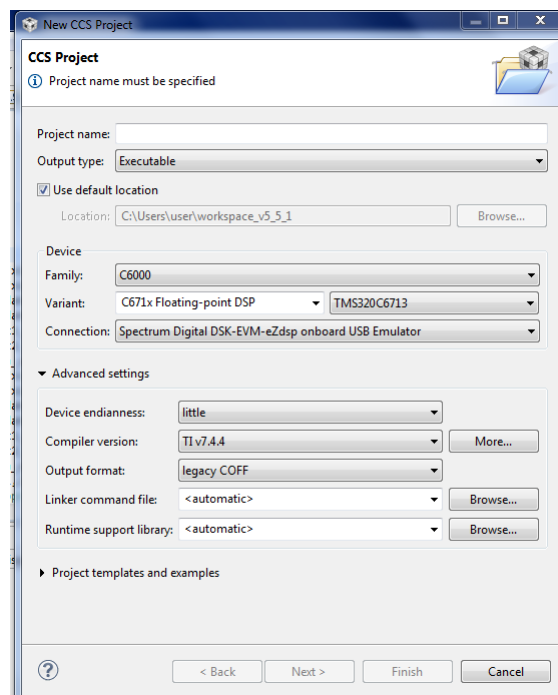 New CCS Project
CCS Project
Project name must be specified
Project name:
Output type: Executable
Use default location
Location: C:\Users\user\workspace_v5_5_1 Browse...
Device
Family: C6000
Variant: C671x Floating-point DSP TMS320C6713
Connection: Spectrum Digital DSK-EVM-eZdsp onboard USB Emulator
Advanced settings
Device endianness: little
Compiler version: TI v7.4.4 More...
Output format: legacy COFF
Linker command file: <automatic> Browse...
Runtime support library: <automatic> Browse...
Project templates and examples
? < Back Next > Finish Cancel